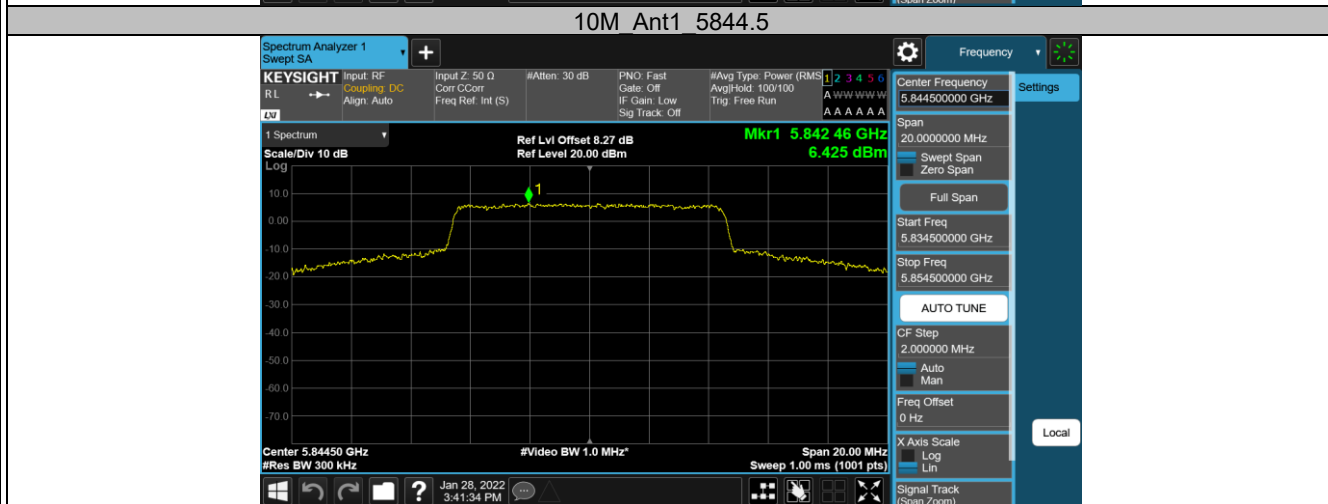 (Span Zoom)
10M_Ant1_5844.5
Spectrum Analyzer 1
Swept SA
+
Frequency
KEYSIGHT
RL
LXI
Input: RF
Coupling: DC
Align: Auto
Input Z: 50 Ω
Corr CCorr
Freq Ref: Int (S)
#Atten: 30 dB
PNO: Fast
Gate: Off
IF Gain: Low
Sig Track: Off
#Avg Type: Power (RMS
Avg|Hold: 100/100
Trig: Free Run
1 2 3 4 5 6
A W W W W W
A A A A A A
1 Spectrum
Scale/Div 10 dB
Log
Ref Lvl Offset 8.27 dB
Ref Level 20.00 dBm
Mkr1 5.842 46 GHz
6.425 dBm
1
10.0
0.00
-10.0
-20.0
-30.0
-40.0
-50.0
-60.0
-70.0
Center 5.84450 GHz
#Res BW 300 kHz
#Video BW 1.0 MHz*
Span 20.00 MHz
Sweep 1.00 ms (1001 pts)
?
Jan 28, 2022
3:41:34 PM
Center Frequency
5.844500000 GHz
Span
20.0000000 MHz
Swept Span
Zero Span
Full Span
Start Freq
5.834500000 GHz
Stop Freq
5.854500000 GHz
AUTO TUNE
CF Step
2.000000 MHz
Auto
Man
Freq Offset
0 Hz
X Axis Scale
Log
Lin
Signal Track
(Span Zoom)
Settings
Local